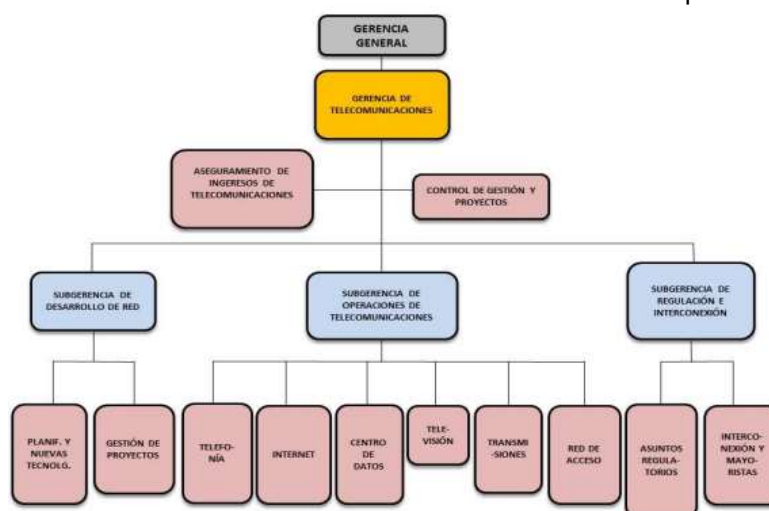 GERENCIA
GENERAL
GERENCIA DE
TELECOMUNICACIONES
ASEGURAMIENTO DE
INGERESOS DE
TELECOMUNICACIONES
CONTROL DE GESTIÓN Y
PROYECTOS
SUBGERENCIA DE
DESARROLLO DE RED
SUBGERENCIA DE
OPERACIONES DE
TELECOMUNICACIONES
SUBGERENCIA DE
REGULACIÓN E
INTERCONEXIÓN
PLANIF. Y
NUEVAS
TECNOLG.
GESTIÓN DE
PROYECTOS
TELEFO-
NÍA
INTERNET
CENTRO
DE
DATOS
TELE-
VISIÓN
TRANSMI
-SIONES
RED DE
ACCESO
ASUNTOS
REGULA-
TORIOS
INTERCO-
NEXIÓN Y
MAYO-
RISTAS